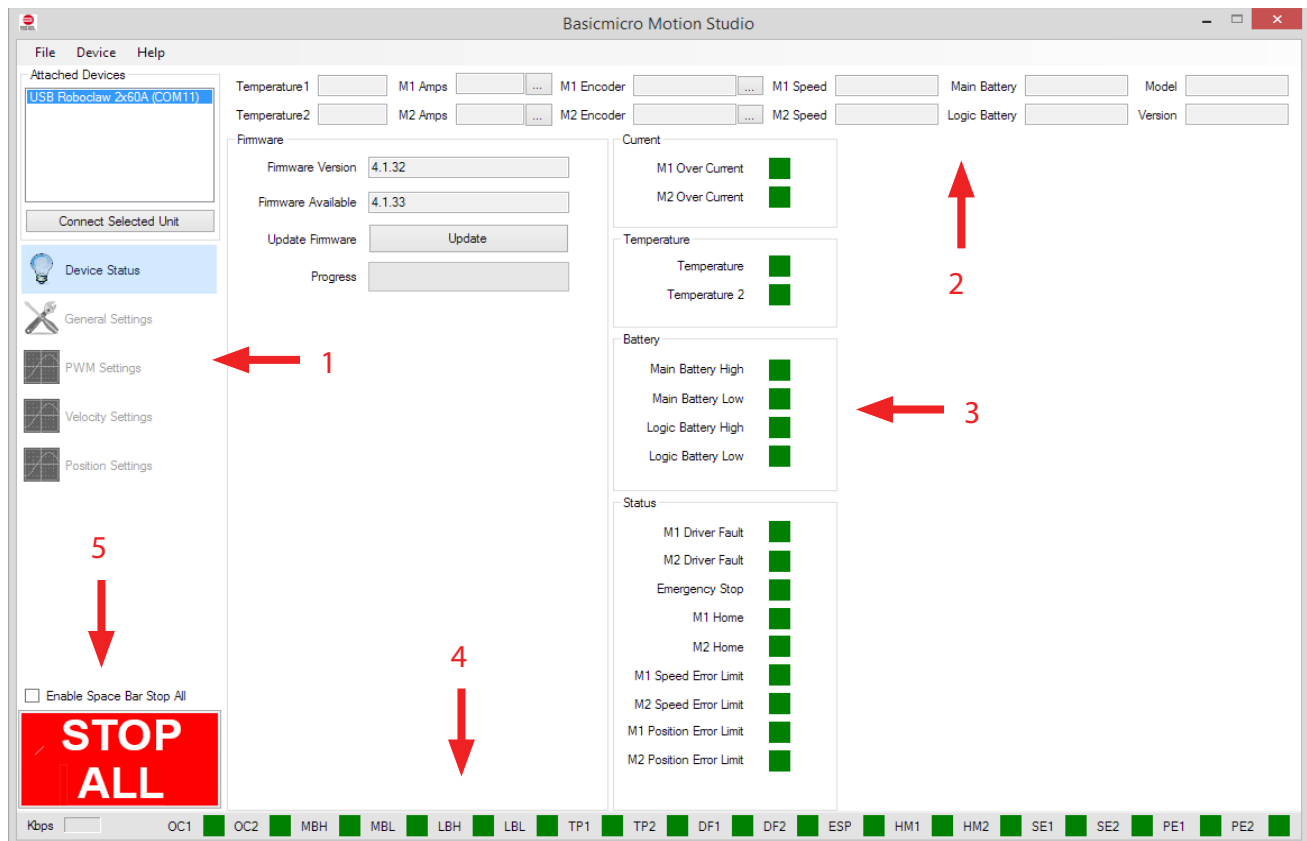 Basicmicro Motion Studio
File Device Help
Attached Devices
USB Roboclaw 2x60A (COM11)
Connect Selected Unit
Temperature1 M1 Amps ... M1 Encoder ... M1 Speed Main Battery Model
Temperature2 M2 Amps ... M2 Encoder ... M2 Speed Logic Battery Version
Device Status
General Settings
PWM Settings
Velocity Settings
Position Settings
1
5
Enable Space Bar Stop All
STOP
ALL
Firmware
Firmware Version 4.1.32
Firmware Available 4.1.33
Update Firmware Update
Progress
4
Current
M1 Over Current
M2 Over Current
Temperature
Temperature
Temperature 2
Battery
Main Battery High
Main Battery Low
Logic Battery High
Logic Battery Low
Status
M1 Driver Fault
M2 Driver Fault
Emergency Stop
M1 Home
M2 Home
M1 Speed Error Limit
M2 Speed Error Limit
M1 Position Error Limit
M2 Position Error Limit
2
3
Kbps OC1 OC2 MBH MBL LBH LBL TP1 TP2 DF1 DF2 ESP HM1 HM2 SE1 SE2 PE1 PE2